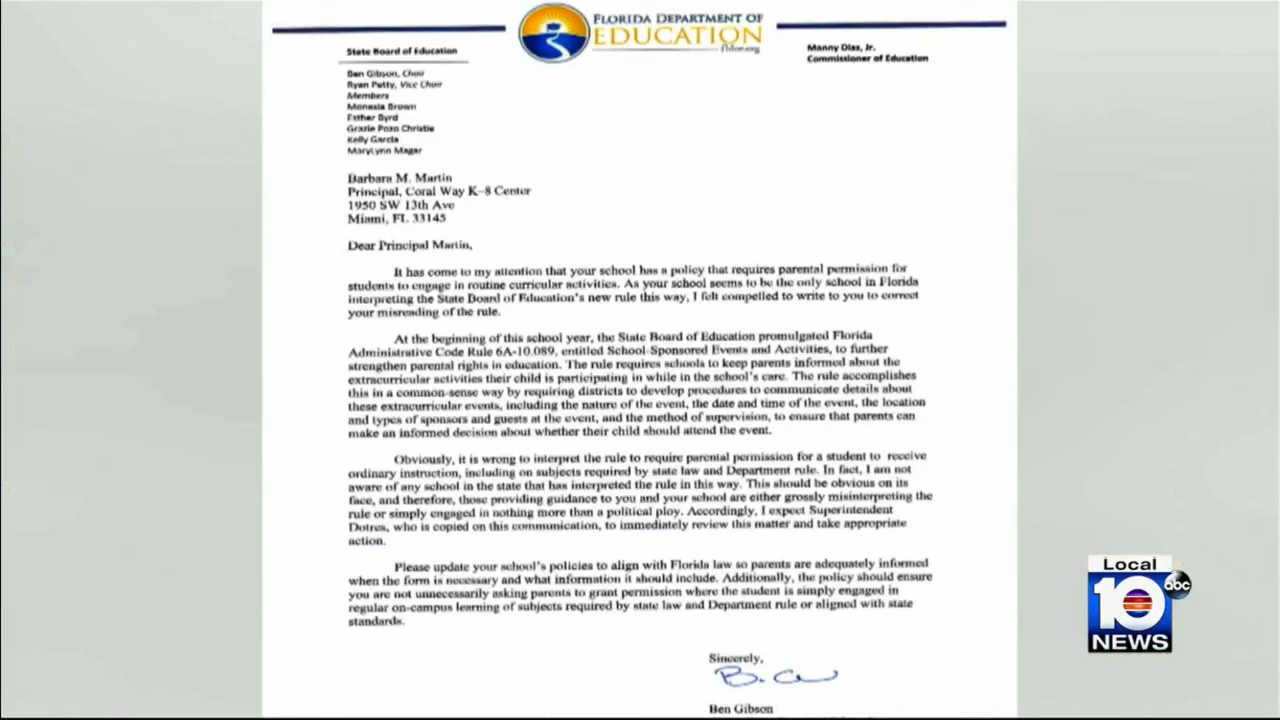 FLORIDA DEPARTMENT OF
EDUCATION
fldoe.org
State Board of Education
Ben Gibson, Chair
Ryan Petty, Vice Chair
Members
Monesia Brown
Esther Byrd
Grazie Pozo Christie
Kelly Garcia
MaryLynn Magar
Manny Diaz, Jr.
Commissioner of Education
Barbara M. Martin
Principal, Coral Way K–8 Center
1950 SW 13th Ave
Miami, FL 33145
Dear Principal Martin,
It has come to my attention that your school has a policy that requires parental permission for
students to engage in routine curricular activities. As your school seems to be the only school in Florida
interpreting the State Board of Education's new rule this way, I felt compelled to write to you to correct
your misreading of the rule.
At the beginning of this school year, the State Board of Education promulgated Florida
Administrative Code Rule 6A-10.089, entitled School-Sponsored Events and Activities, to further
strengthen parental rights in education. The rule requires schools to keep parents informed about the
extracurricular activities their child is participating in while in the school's care. The rule accomplishes
this in a common-sense way by requiring districts to develop procedures to communicate details about
these extracurricular events, including the nature of the event, the date and time of the event, the location
and types of sponsors and guests at the event, and the method of supervision, to ensure that parents can
make an informed decision about whether their child should attend the event.
Obviously, it is wrong to interpret the rule to require parental permission for a student to receive
ordinary instruction, including on subjects required by state law and Department rule. In fact, I am not
aware of any school in the state that has interpreted the rule in this way. This should be obvious on its
face, and therefore, those providing guidance to you and your school are either grossly misinterpreting the
rule or simply engaged in nothing more than a political ploy. Accordingly, I expect Superintendent
Dotres, who is copied on this communication, to immediately review this matter and take appropriate
action.
Please update your school's policies to align with Florida law so parents are adequately informed
when the form is necessary and what information it should include. Additionally, the policy should ensure
you are not unnecessarily asking parents to grant permission where the student is simply engaged in
regular on-campus learning of subjects required by state law and Department rule or aligned with state
standards.
Sincerely,
Ben Gibson
Local
10
abc
NEWS